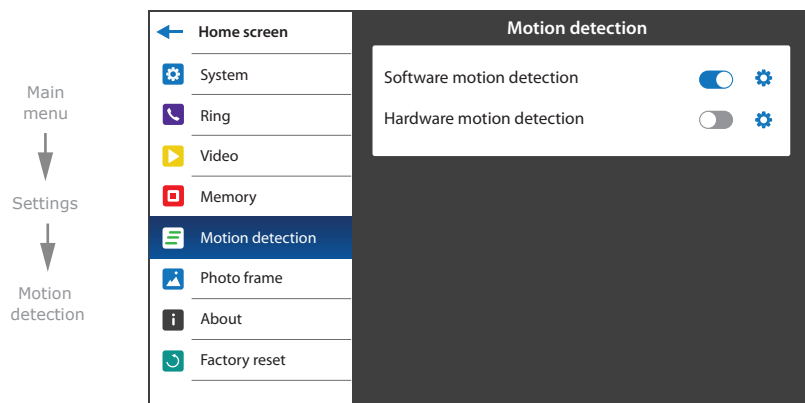 Main
menu
Settings
Motion
detection
Home screen
System
Ring
Video
Memory
Motion detection
Photo frame
About
Factory reset
Motion detection
Software motion detection
Hardware motion detection